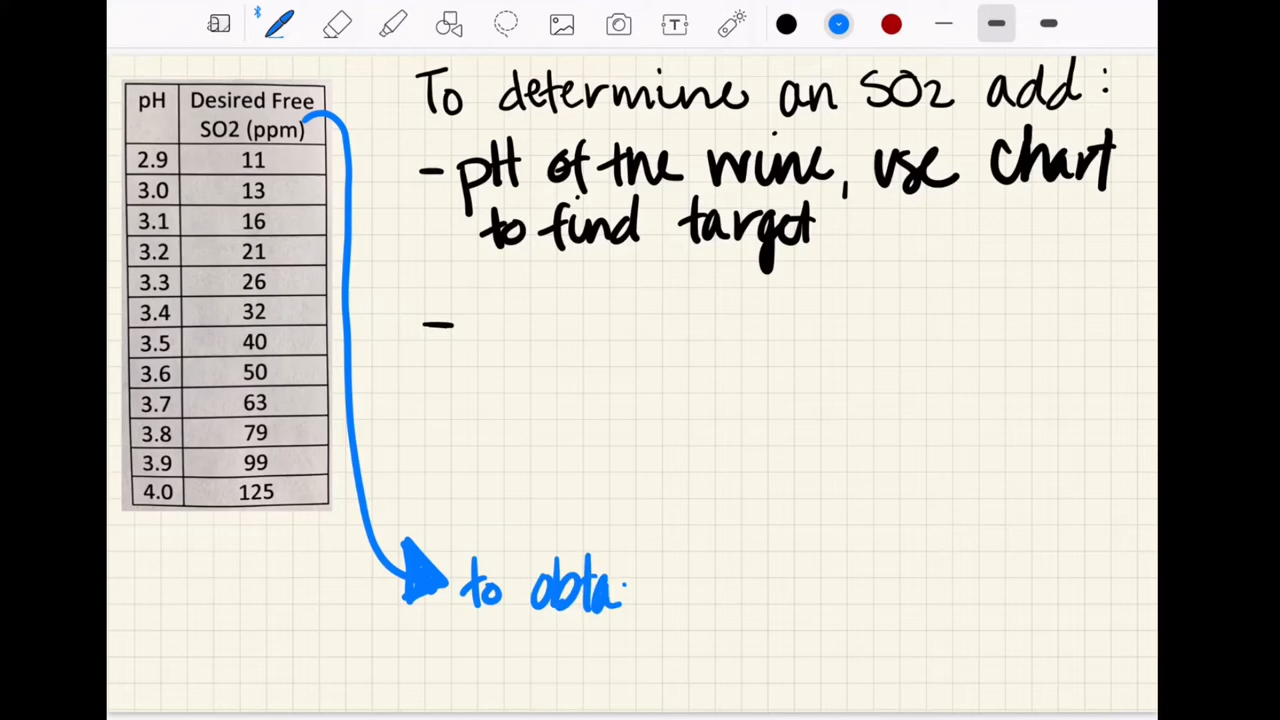 pH Desired Free SO2 (ppm)
2.9 11
3.0 13
3.1 16
3.2 21
3.3 26
3.4 32
3.5 40
3.6 50
3.7 63
3.8 79
3.9 99
4.0 125
To determine an SO2 add:
- pH of the wine, use chart
to find target
-
to obta